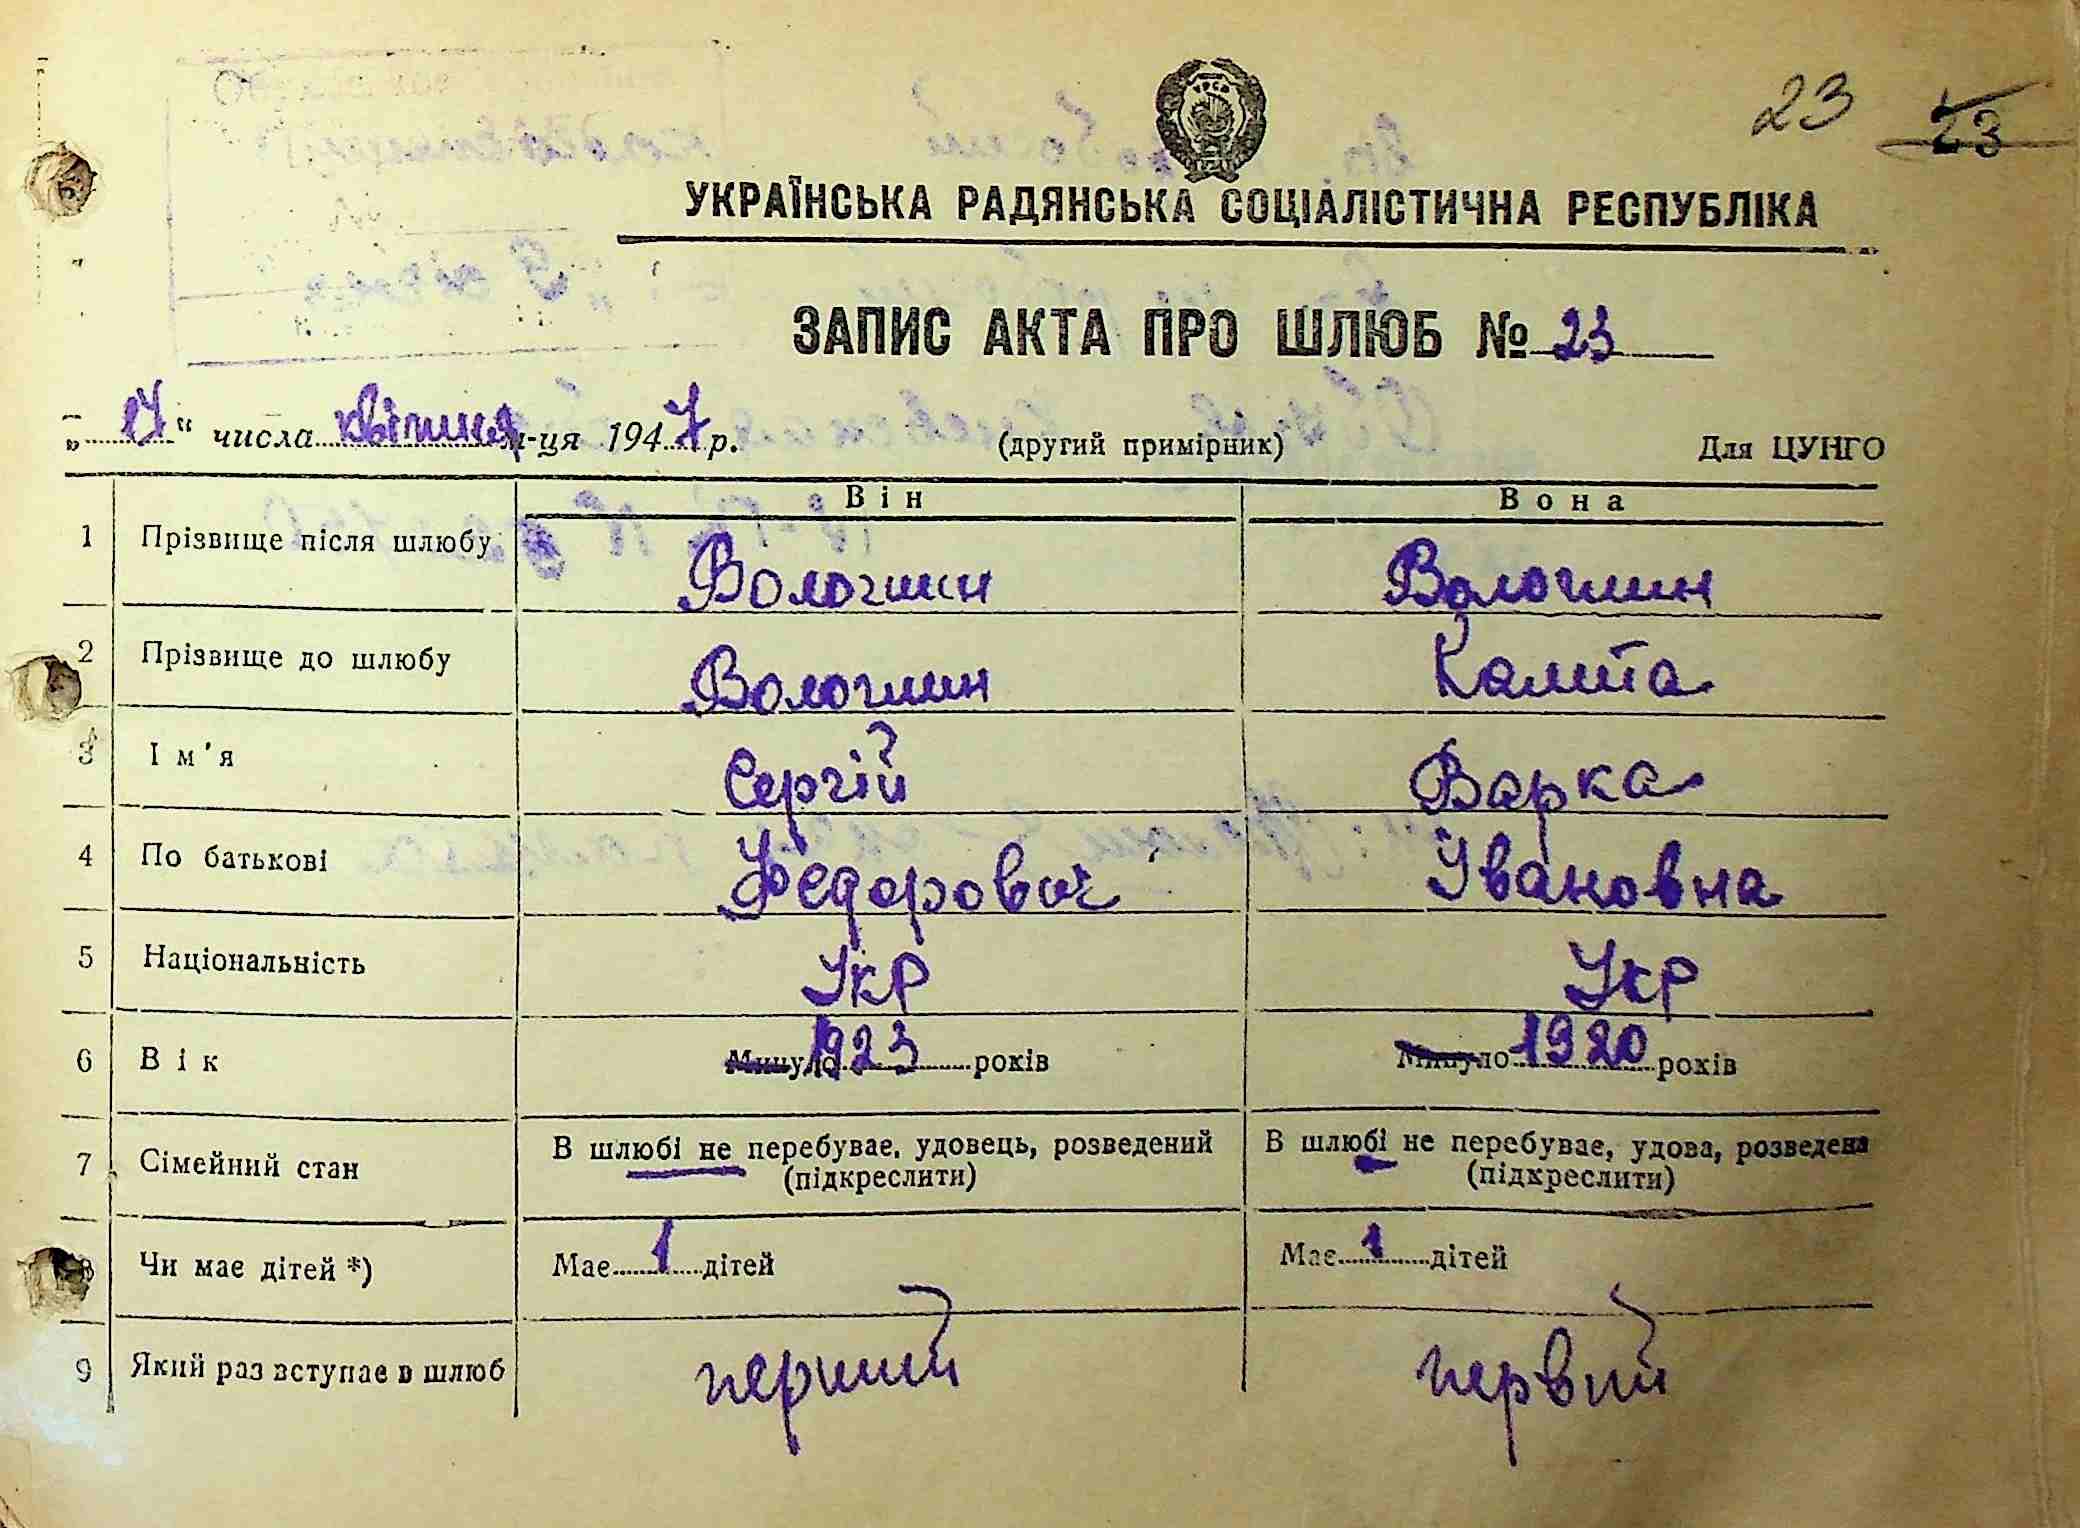 УРСР
23 23
УКРАЇНСЬКА РАДЯНСЬКА СОЦІАЛІСТИЧНА РЕСПУБЛІКА
ЗАПИС АКТА ПРО ШЛЮБ № 23
„17“ числа квітня м-ця 1947 р. (другий примірник) Для ЦУНГО
Він Вона
1 Прізвище після шлюбу Вологшин Вологшин
2 Прізвище до шлюбу Вологшин Калита
3 Ім'я Сергій Варка
4 По батькові Федорович Івановна
5 Національність Укр Укр
6 Вік Минуло 1923 років Минуло 1920 років
7 Сімейний стан В шлюбі не перебуває, удовець, розведений (підкреслити) В шлюбі не перебуває, удова, розведена (підкреслити)
8 Чи має дітей *) Має 1 дітей Має 1 дітей
9 Який раз вступає в шлюб перший первий